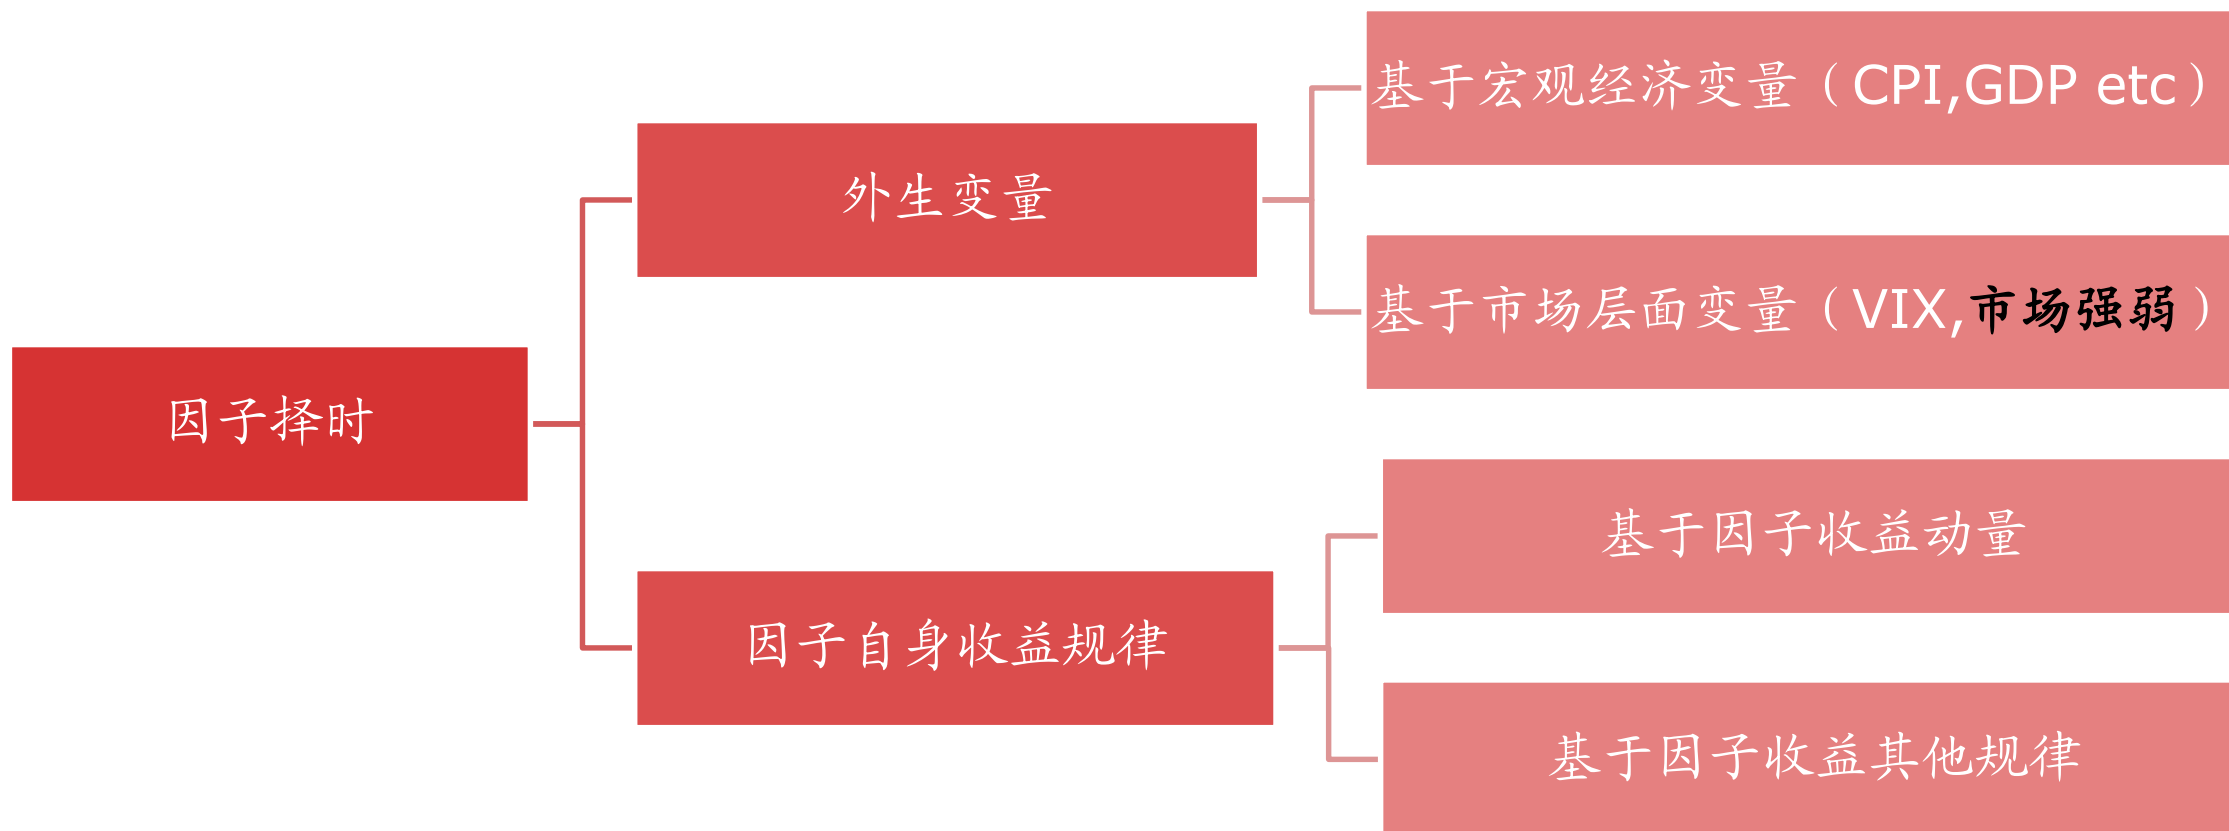 因子择时
外生变量
基于宏观经济变量（CPI,GDP etc）
基于市场层面变量（VIX,市场强弱）
因子自身收益规律
基于因子收益动量
基于因子收益其他规律